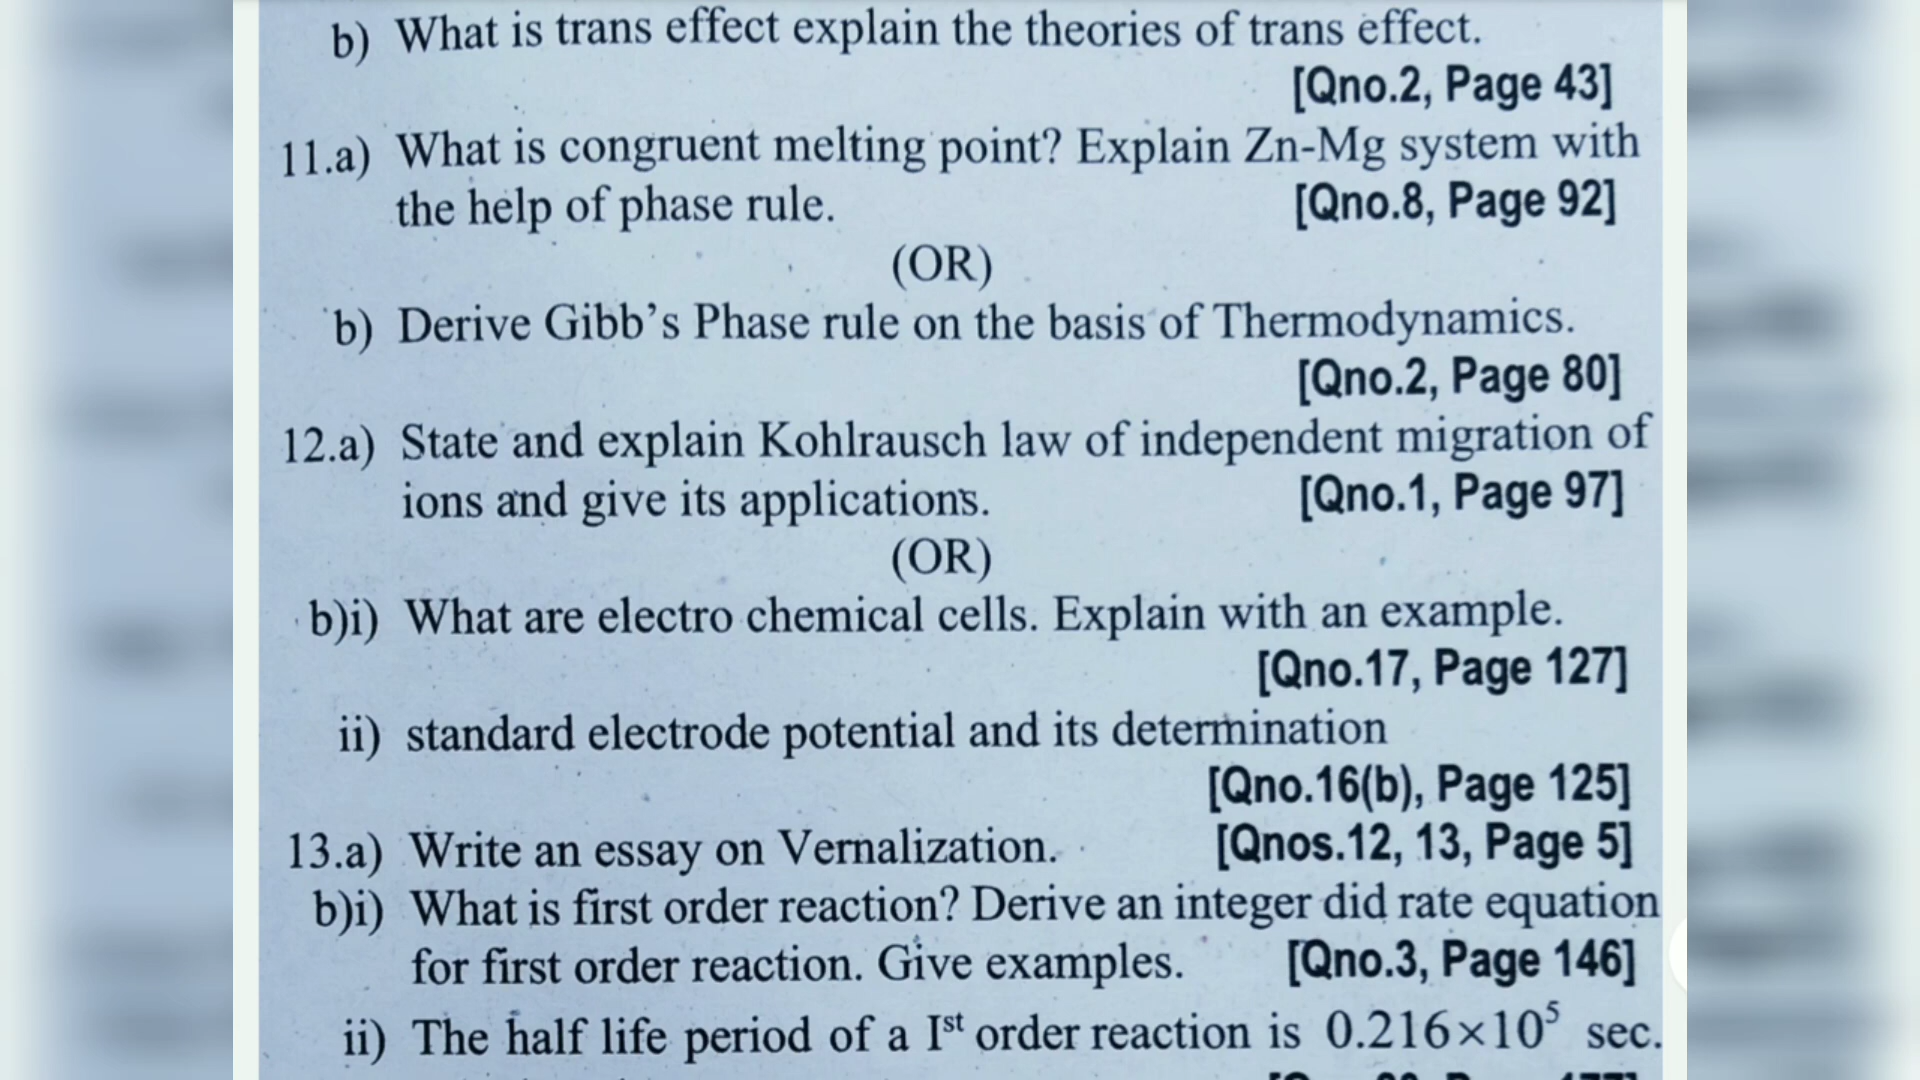 b) What is trans effect explain the theories of trans effect.
[Qno.2, Page 43]
11.a) What is congruent melting point? Explain Zn-Mg system with
the help of phase rule. [Qno.8, Page 92]
(OR)
b) Derive Gibb's Phase rule on the basis of Thermodynamics.
[Qno.2, Page 80]
12.a) State and explain Kohlrausch law of independent migration of
ions and give its applications. [Qno.1, Page 97]
(OR)
b)i) What are electro chemical cells. Explain with an example.
[Qno.17, Page 127]
ii) standard electrode potential and its determination
[Qno.16(b), Page 125]
13.a) Write an essay on Vernalization. [Qnos.12, 13, Page 5]
b)i) What is first order reaction? Derive an integer did rate equation
for first order reaction. Give examples. [Qno.3, Page 146]
ii) The half life period of a Iˢᵗ order reaction is 0.216×10⁵ sec.